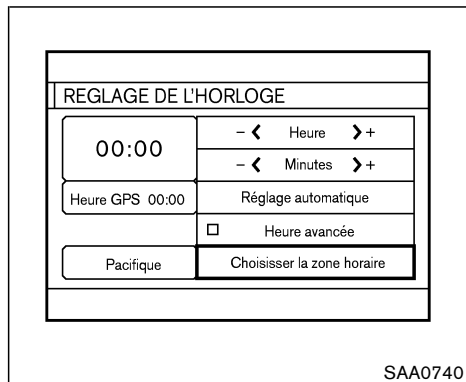 REGLAGE DE L'HORLOGE
00:00
- < Heure > +
- < Minutes > +
Heure GPS 00:00
Réglage automatique
Heure avancée
Pacifique
Choisisser la zone horaire
SAA0740